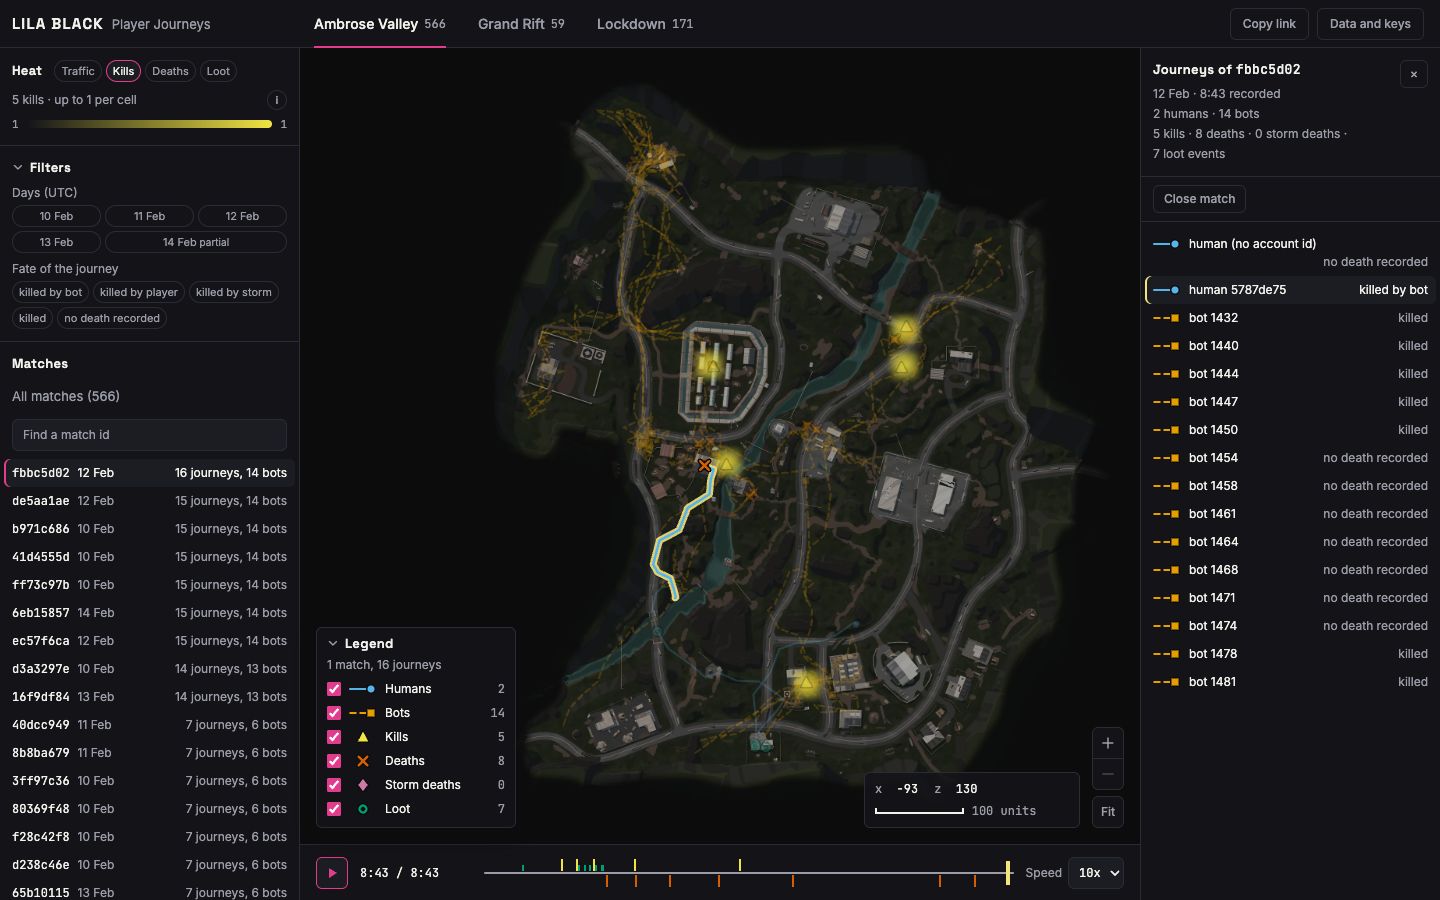 LILA BLACK Player Journeys
Ambrose Valley 566 Grand Rift 59 Lockdown 171
Copy link Data and keys
Heat Traffic Kills Deaths Loot
5 kills · up to 1 per cell i
1 1
Filters
Days (UTC)
10 Feb 11 Feb 12 Feb
13 Feb 14 Feb partial
Fate of the journey
killed by bot killed by player killed by storm
killed no death recorded
Matches
All matches (566)
Find a match id
fbbc5d02 12 Feb 16 journeys, 14 bots
de5aa1ae 12 Feb 15 journeys, 14 bots
b971c686 10 Feb 15 journeys, 14 bots
41d4555d 10 Feb 15 journeys, 14 bots
ff73c97b 10 Feb 15 journeys, 14 bots
6eb15857 14 Feb 15 journeys, 14 bots
ec57f6ca 12 Feb 15 journeys, 14 bots
d3a3297e 10 Feb 14 journeys, 13 bots
16f9df84 13 Feb 14 journeys, 13 bots
40dcc949 11 Feb 7 journeys, 6 bots
8b8ba679 11 Feb 7 journeys, 6 bots
3ff97c36 10 Feb 7 journeys, 6 bots
80369f48 10 Feb 7 journeys, 6 bots
f28c42f8 10 Feb 7 journeys, 6 bots
d238c46e 10 Feb 7 journeys, 6 bots
65b10115 13 Feb 7 journeys, 6 bots
Legend
1 match, 16 journeys
Humans 2
Bots 14
Kills 5
Deaths 8
Storm deaths 0
Loot 7
x -93 z 130
100 units
+
−
Fit
8:43 / 8:43
Speed 10x
Journeys of fbbc5d02 ×
12 Feb · 8:43 recorded
2 humans · 14 bots
5 kills · 8 deaths · 0 storm deaths ·
7 loot events
Close match
human (no account id)
no death recorded
human 5787de75 killed by bot
bot 1432 killed
bot 1440 killed
bot 1444 killed
bot 1447 killed
bot 1450 killed
bot 1454 no death recorded
bot 1458 no death recorded
bot 1461 no death recorded
bot 1464 no death recorded
bot 1468 no death recorded
bot 1471 no death recorded
bot 1474 no death recorded
bot 1478 killed
bot 1481 killed